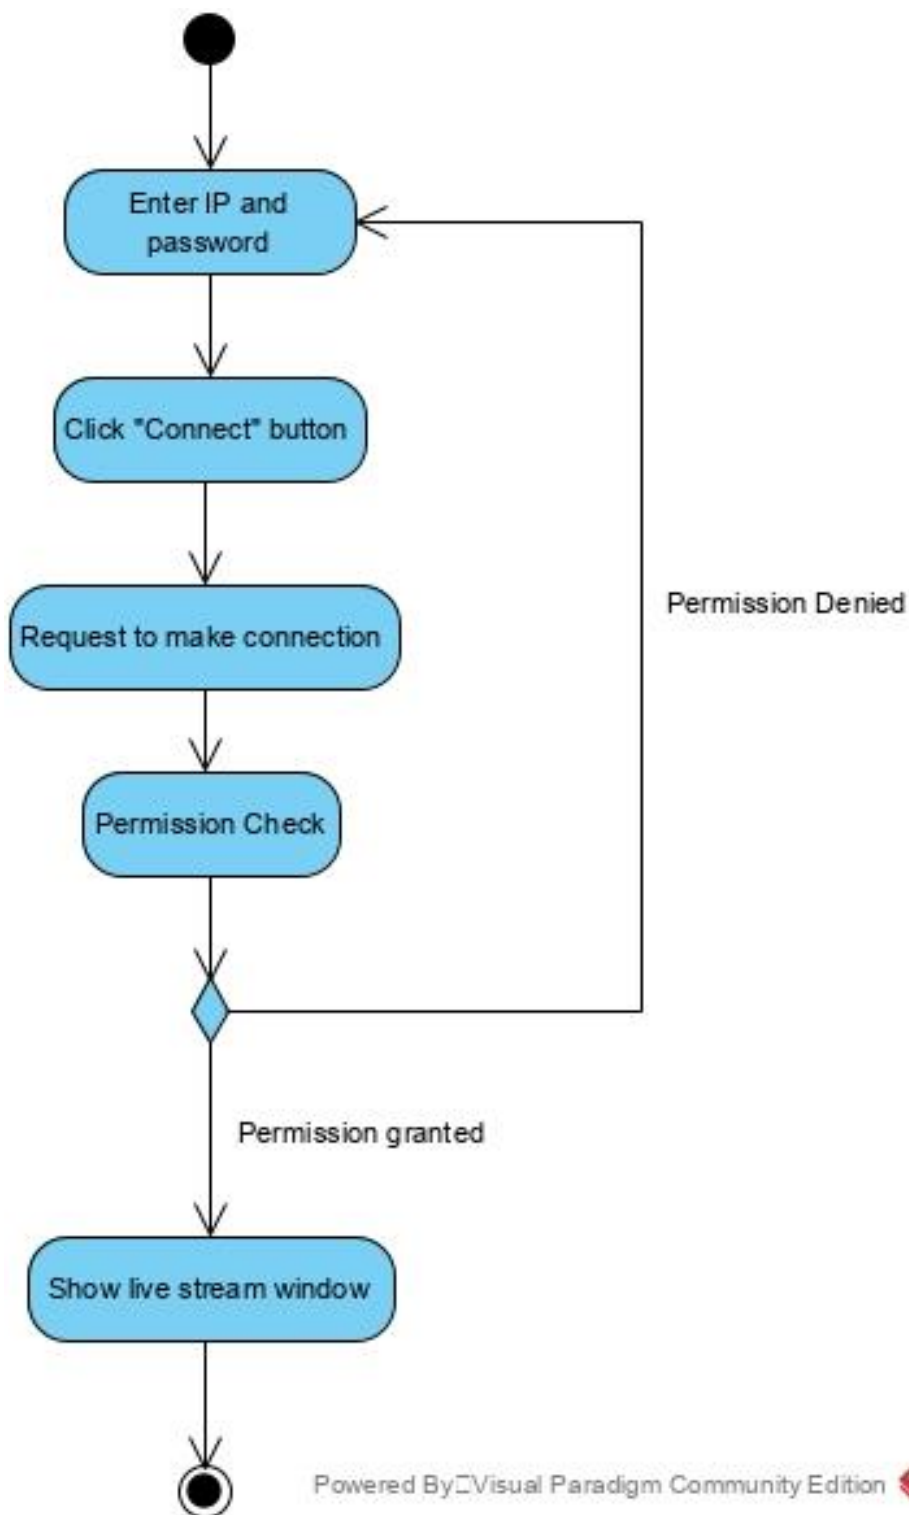 Enter IP and
password
Click "Connect" button
Request to make connection
Permission Denied
Permission Check
Permission granted
Show live stream window
Powered By□Visual Paradigm Community Edition